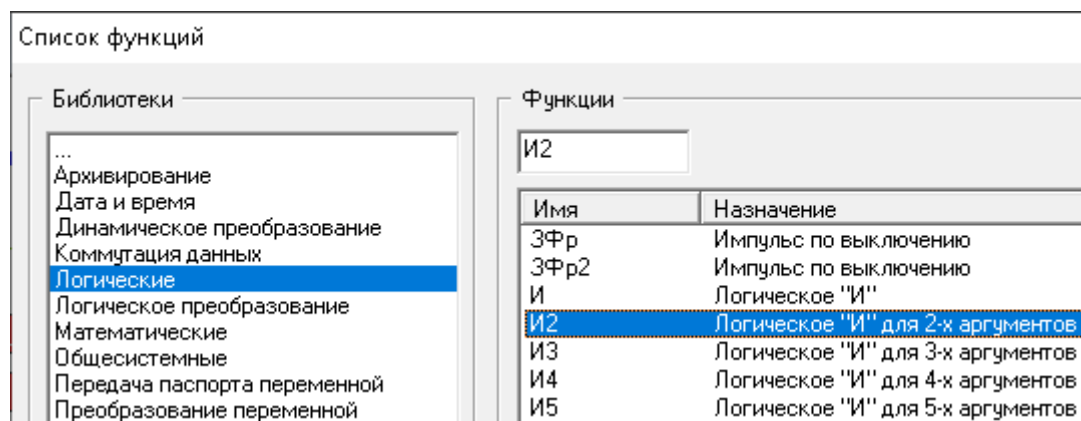 Список функций
Библиотеки
...
Архивирование
Дата и время
Динамическое преобразование
Коммутация данных
Логические
Логическое преобразование
Математические
Общесистемные
Передача паспорта переменной
Преобразование переменной
Функции
И2
Имя Назначение
ЗФр Импульс по выключению
ЗФр2 Импульс по выключению
И Логическое "И"
И2 Логическое "И" для 2-х аргументов
И3 Логическое "И" для 3-х аргументов
И4 Логическое "И" для 4-х аргументов
И5 Логическое "И" для 5-х аргументов